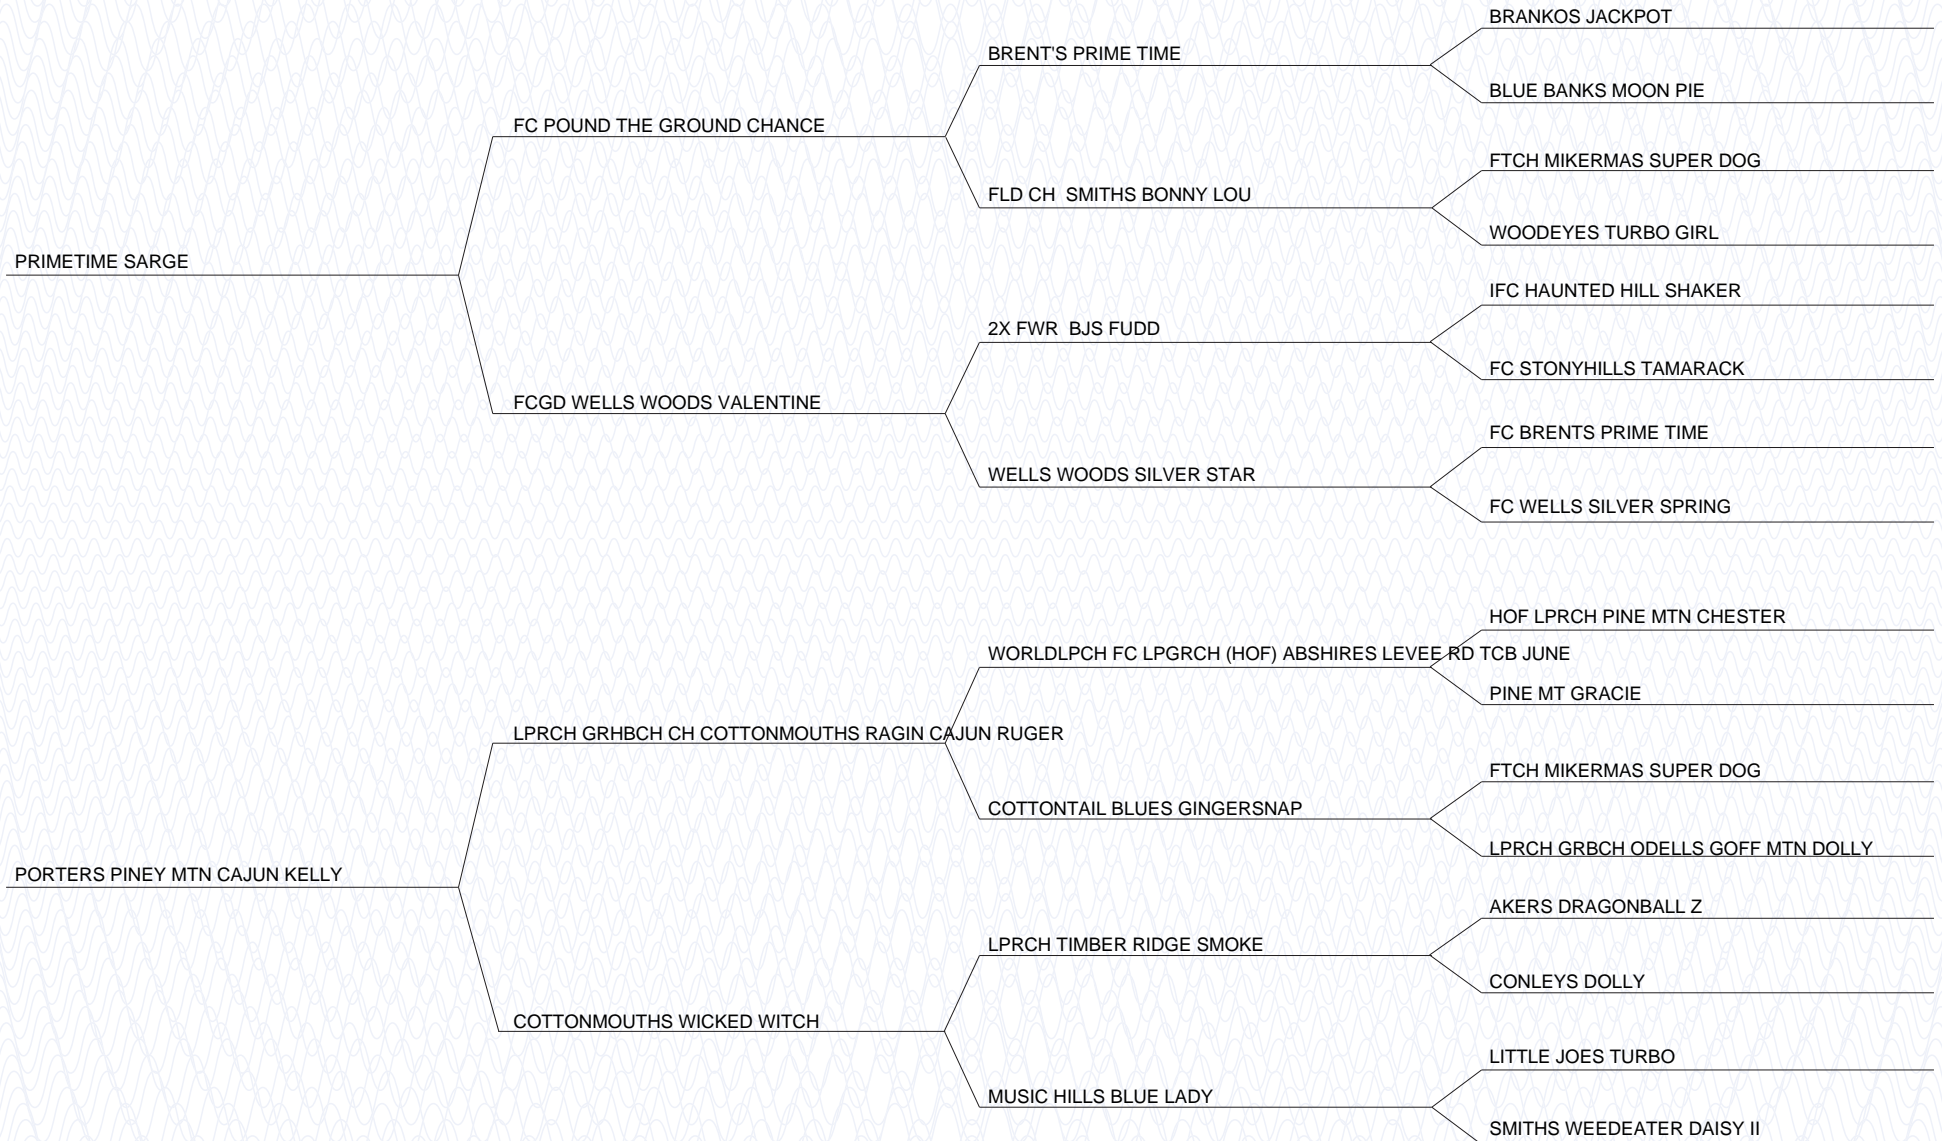 BRANKOS JACKPOT
BRENT'S PRIME TIME
BLUE BANKS MOON PIE
FC POUND THE GROUND CHANCE
FTCH MIKERMAS SUPER DOG
FLD CH  SMITHS BONNY LOU
WOODEYES TURBO GIRL
PRIMETIME SARGE
IFC HAUNTED HILL SHAKER
2X FWR  BJS FUDD
FC STONYHILLS TAMARACK
FCGD WELLS WOODS VALENTINE
FC BRENTS PRIME TIME
WELLS WOODS SILVER STAR
FC WELLS SILVER SPRING
HOF LPRCH PINE MTN CHESTER
WORLDLPCH FC LPGRCH (HOF) ABSHIRES LEVEE RD TCB JUNE
PINE MT GRACIE
LPRCH GRHBCH CH COTTONMOUTHS RAGIN CAJUN RUGER
FTCH MIKERMAS SUPER DOG
COTTONTAIL BLUES GINGERSNAP
LPRCH GRBCH ODELLS GOFF MTN DOLLY
PORTERS PINEY MTN CAJUN KELLY
AKERS DRAGONBALL Z
LPRCH TIMBER RIDGE SMOKE
CONLEYS DOLLY
COTTONMOUTHS WICKED WITCH
LITTLE JOES TURBO
MUSIC HILLS BLUE LADY
SMITHS WEEDEATER DAISY II